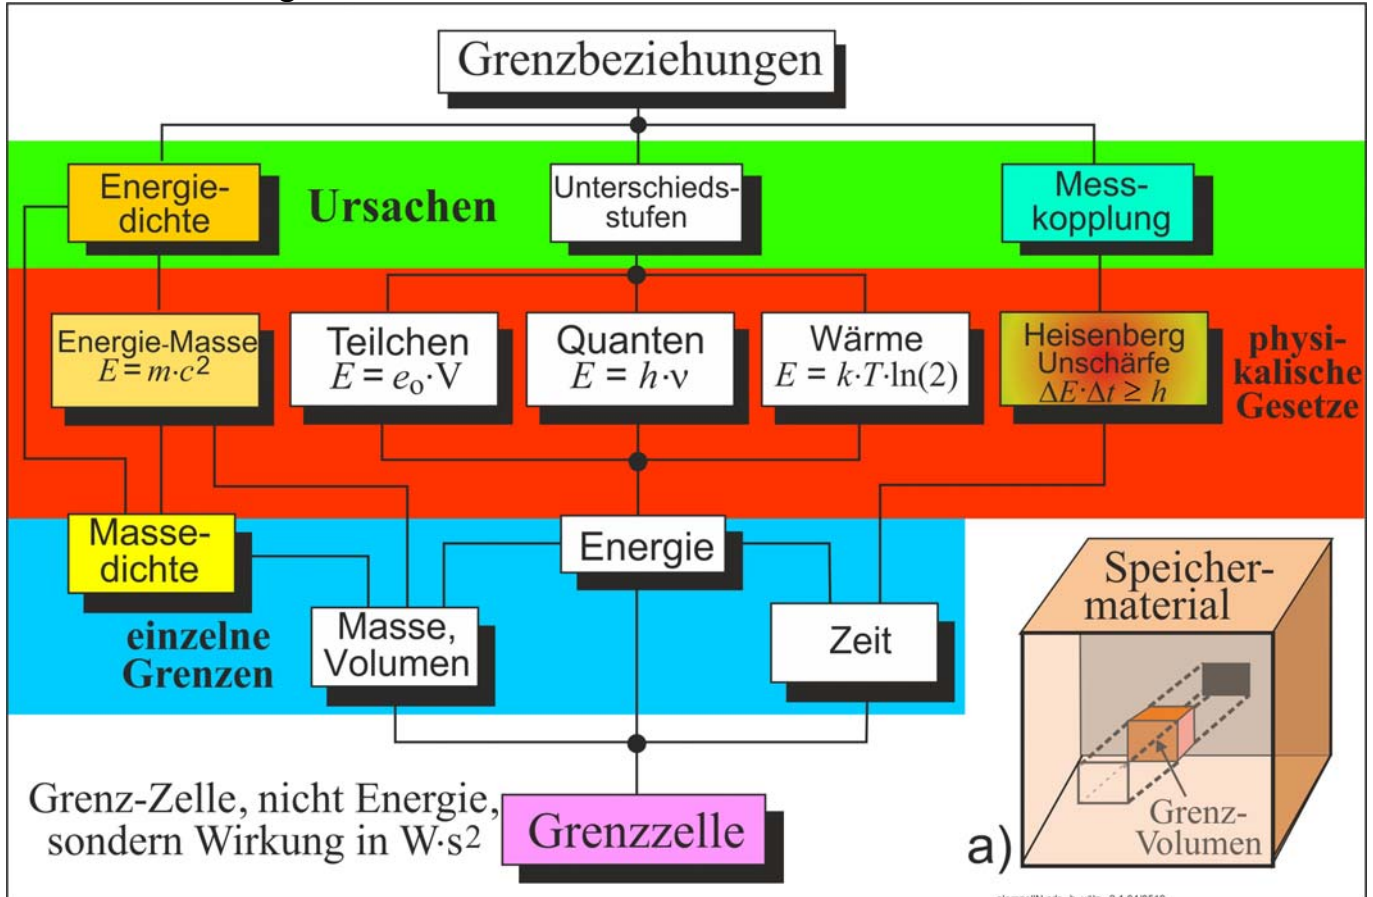 Grenzbeziehungen
Energie-
dichte
Ursachen
Unterschieds-
stufen
Mess-
kopplung
Energie-Masse
E = m·c²
Teilchen
E = eₒ·V
Quanten
E = h·ν
Wärme
E = k·T·ln(2)
Heisenberg
Unschärfe
ΔE·Δt ≥ h
physi-
kalische
Gesetze
Masse-
dichte
Energie
einzelne
Grenzen
Masse,
Volumen
Zeit
Speicher-
material
Grenz-
Volumen
a)
Grenz-Zelle, nicht Energie,
sondern Wirkung in W·s²
Grenzzelle